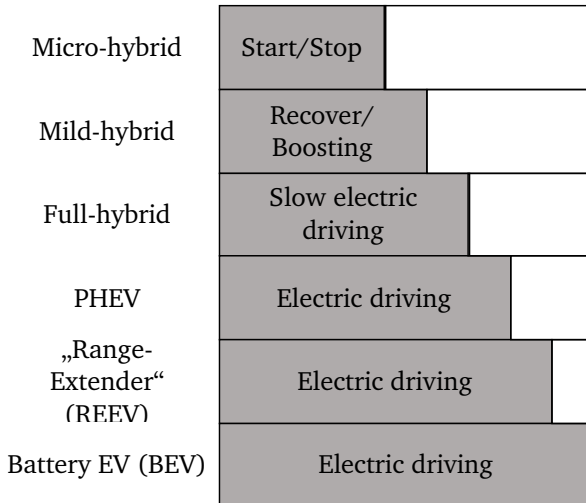 Micro-hybrid
Start/Stop
Mild-hybrid
Recover/
Boosting
Full-hybrid
Slow electric
driving
PHEV
Electric driving
„Range-
Extender“
(REEV)
Electric driving
Battery EV (BEV)
Electric driving